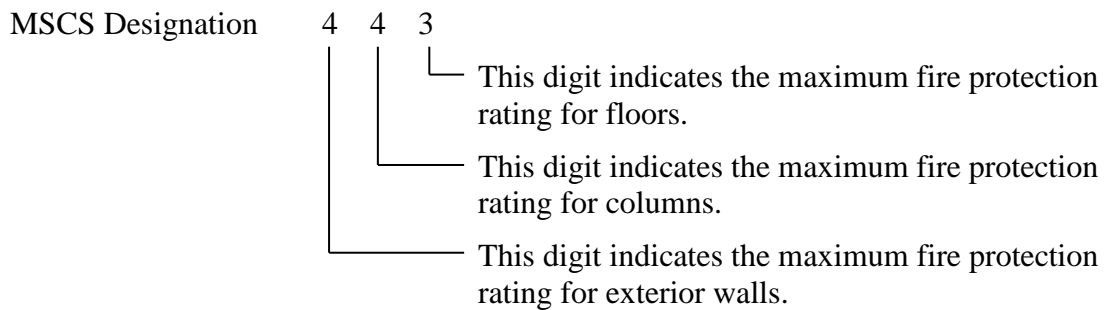 MSCS Designation 4 4 3
This digit indicates the maximum fire protection
rating for floors.
This digit indicates the maximum fire protection
rating for columns.
This digit indicates the maximum fire protection
rating for exterior walls.